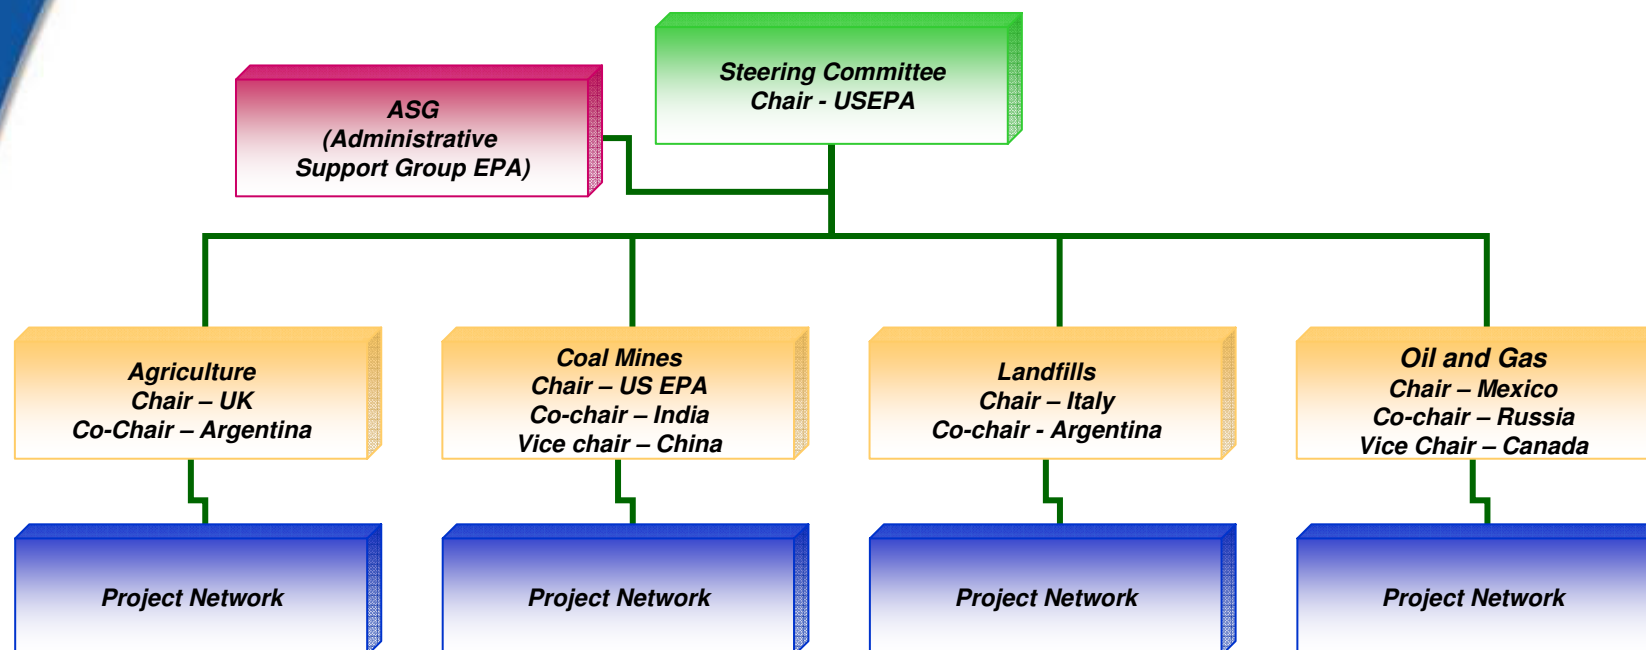 Steering Committee
Chair - USEPA
ASG
(Administrative
Support Group EPA)
Agriculture
Chair – UK
Co-Chair – Argentina
Coal Mines
Chair – US EPA
Co-chair – India
Vice chair – China
Landfills
Chair – Italy
Co-chair - Argentina
Oil and Gas
Chair – Mexico
Co-chair – Russia
Vice Chair – Canada
Project Network
Project Network
Project Network
Project Network